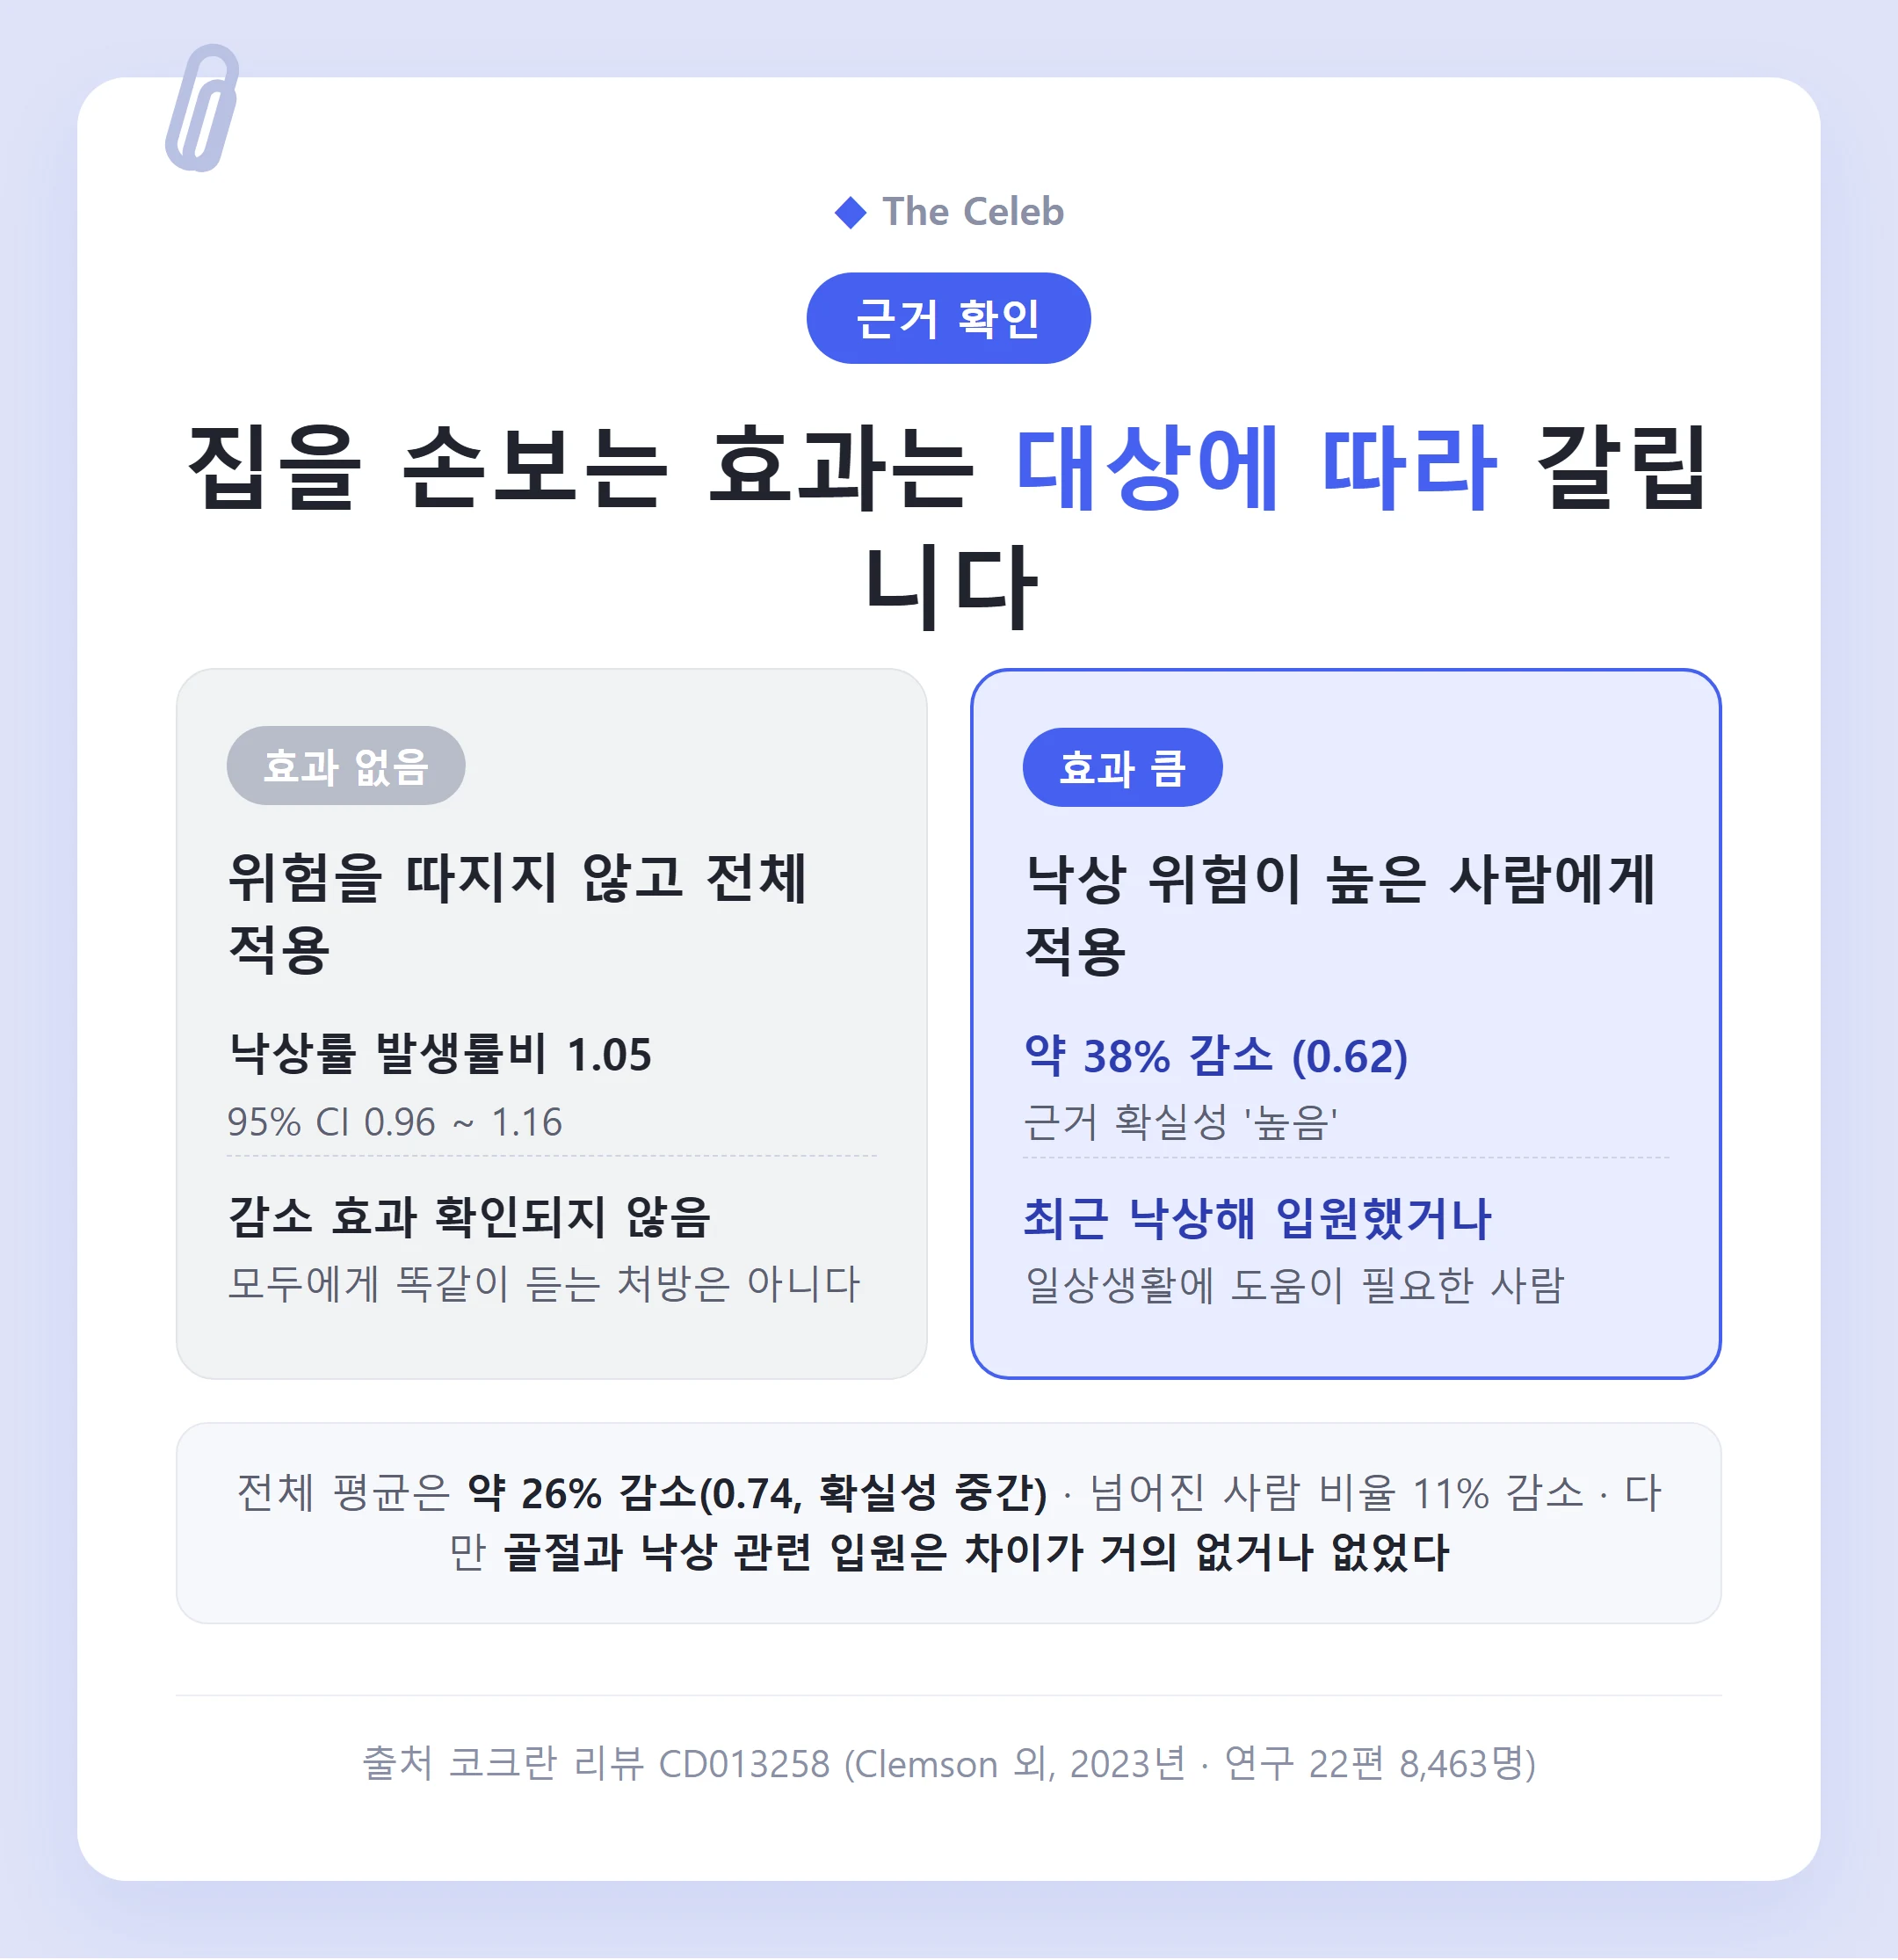 The Celeb
근거 확인
집을 손보는 효과는 대상에 따라 갈립
니다
효과 없음
위험을 따지지 않고 전체
적용
낙상률 발생률비 1.05
95% CI 0.96 ~ 1.16
감소 효과 확인되지 않음
모두에게 똑같이 듣는 처방은 아니다
효과 큼
낙상 위험이 높은 사람에게
적용
약 38% 감소 (0.62)
근거 확실성 '높음'
최근 낙상해 입원했거나
일상생활에 도움이 필요한 사람
전체 평균은 약 26% 감소(0.74, 확실성 중간) · 넘어진 사람 비율 11% 감소 · 다
만 골절과 낙상 관련 입원은 차이가 거의 없거나 없었다
출처 코크란 리뷰 CD013258 (Clemson 외, 2023년 · 연구 22편 8,463명)